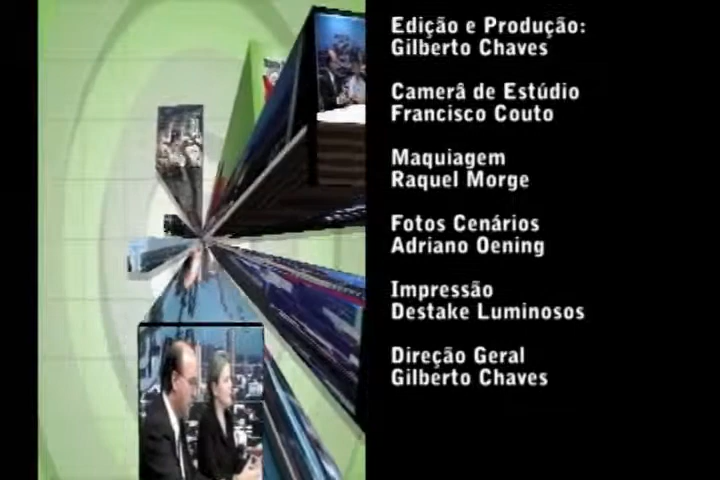 Edição e Produção:
Gilberto Chaves
Camerâ de Estúdio
Francisco Couto
Maquiagem
Raquel Morge
Fotos Cenários
Adriano Oening
Impressão
Destake Luminosos
Direção Geral
Gilberto Chaves